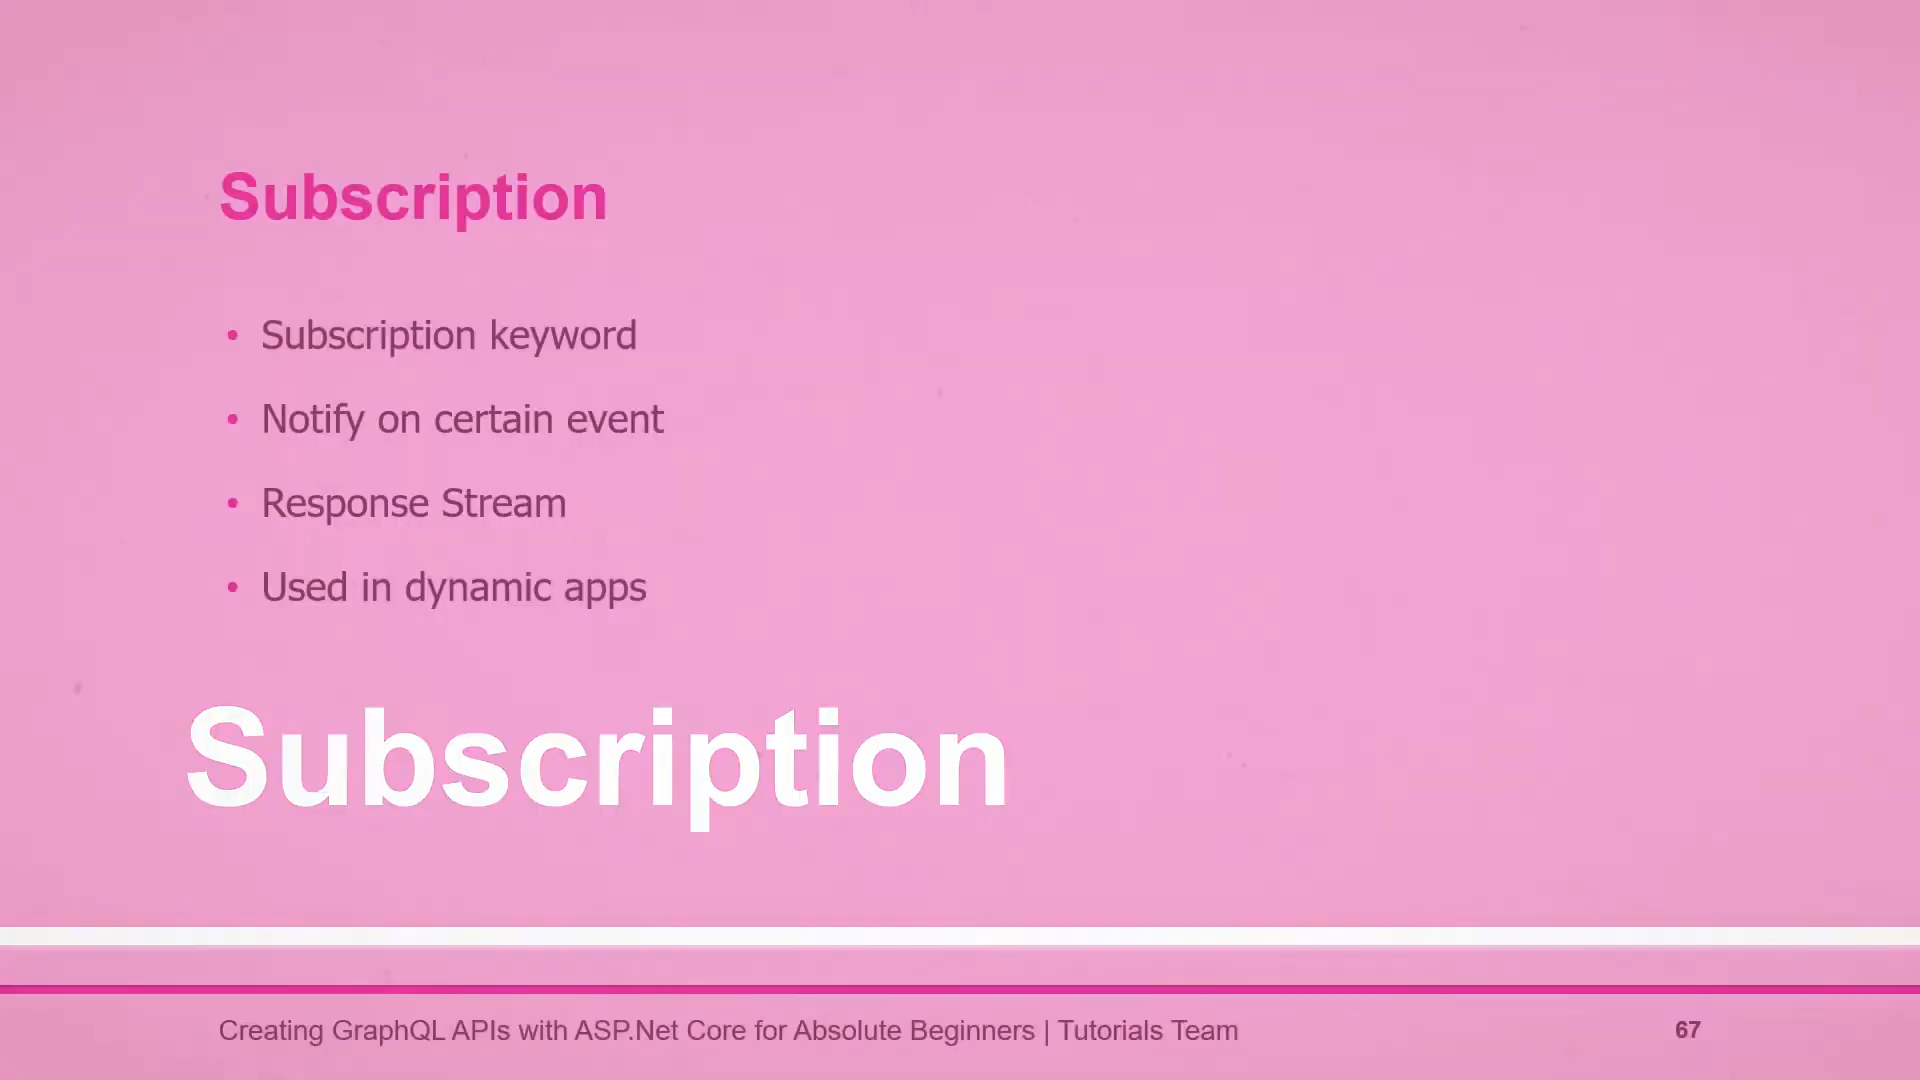 Subscription
• Subscription keyword
• Notify on certain event
• Response Stream
• Used in dynamic apps
Subscription
Creating GraphQL APIs with ASP.Net Core for Absolute Beginners | Tutorials Team
67